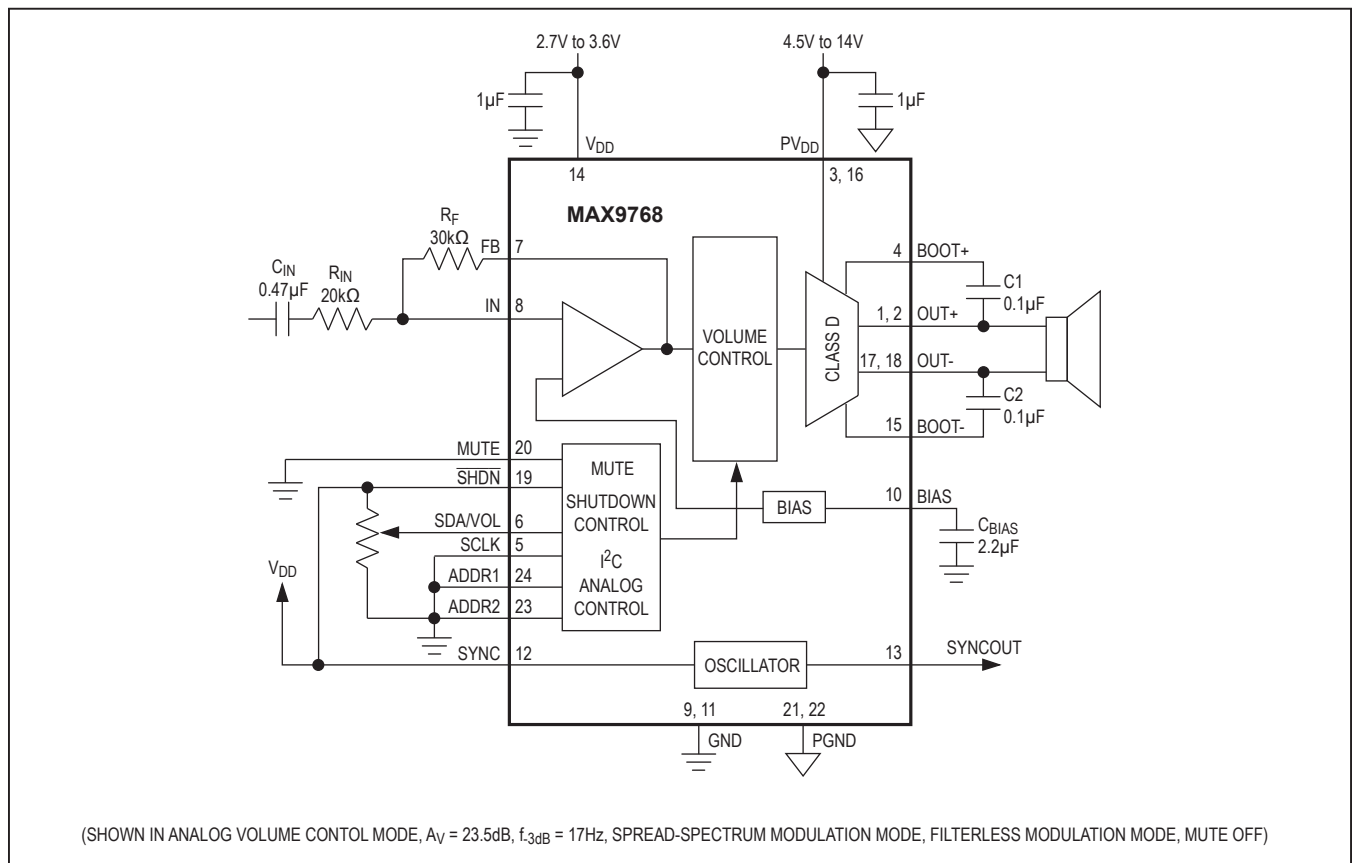 2.7V to 3.6V
4.5V to 14V
1µF
1µF
VDD
PVDD
14
3, 16
MAX9768
RF
30kΩ
FB
7
CIN
0.47µF
RIN
20kΩ
IN
8
VOLUME
CONTROL
CLASS D
4
BOOT+
C1
0.1µF
1, 2
OUT+
17, 18
OUT-
C2
0.1µF
15
BOOT-
MUTE
20
SHDN
19
SDA/VOL
6
SCLK
5
ADDR1
24
ADDR2
23
MUTE
SHUTDOWN
CONTROL
I2C
ANALOG
CONTROL
BIAS
10
BIAS
CBIAS
2.2µF
VDD
SYNC
12
OSCILLATOR
13
SYNCOUT
9, 11
21, 22
GND
PGND
(SHOWN IN ANALOG VOLUME CONTOL MODE, AV = 23.5dB, f-3dB = 17Hz, SPREAD-SPECTRUM MODULATION MODE, FILTERLESS MODULATION MODE, MUTE OFF)